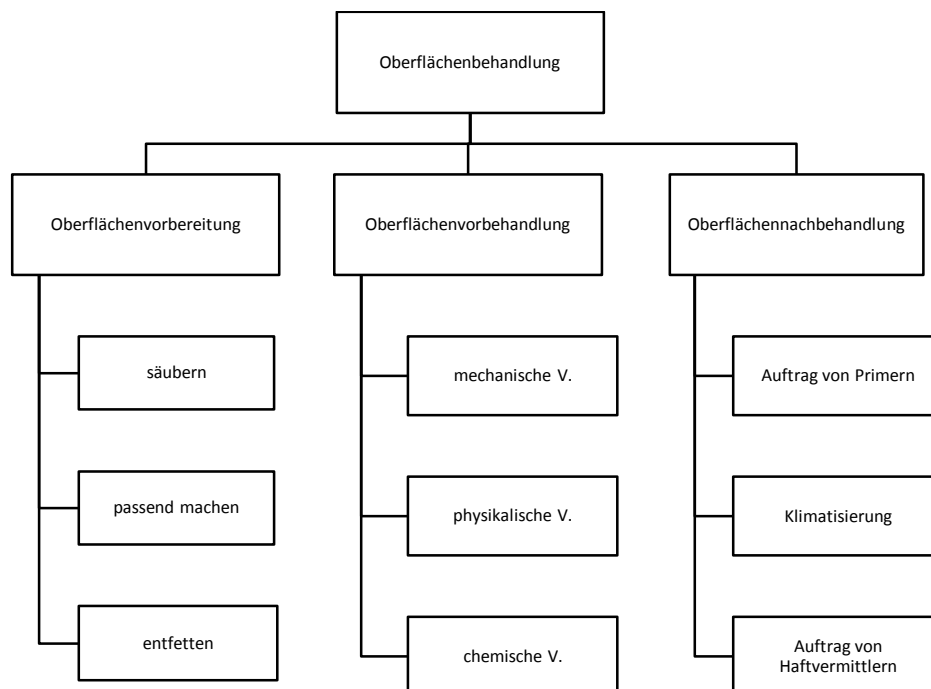 Oberflächenbehandlung
Oberflächenvorbereitung
säubern
passend machen
entfetten
Oberflächenvorbehandlung
mechanische V.
physikalische V.
chemische V.
Oberflächennachbehandlung
Auftrag von Primern
Klimatisierung
Auftrag von
Haftvermittlern